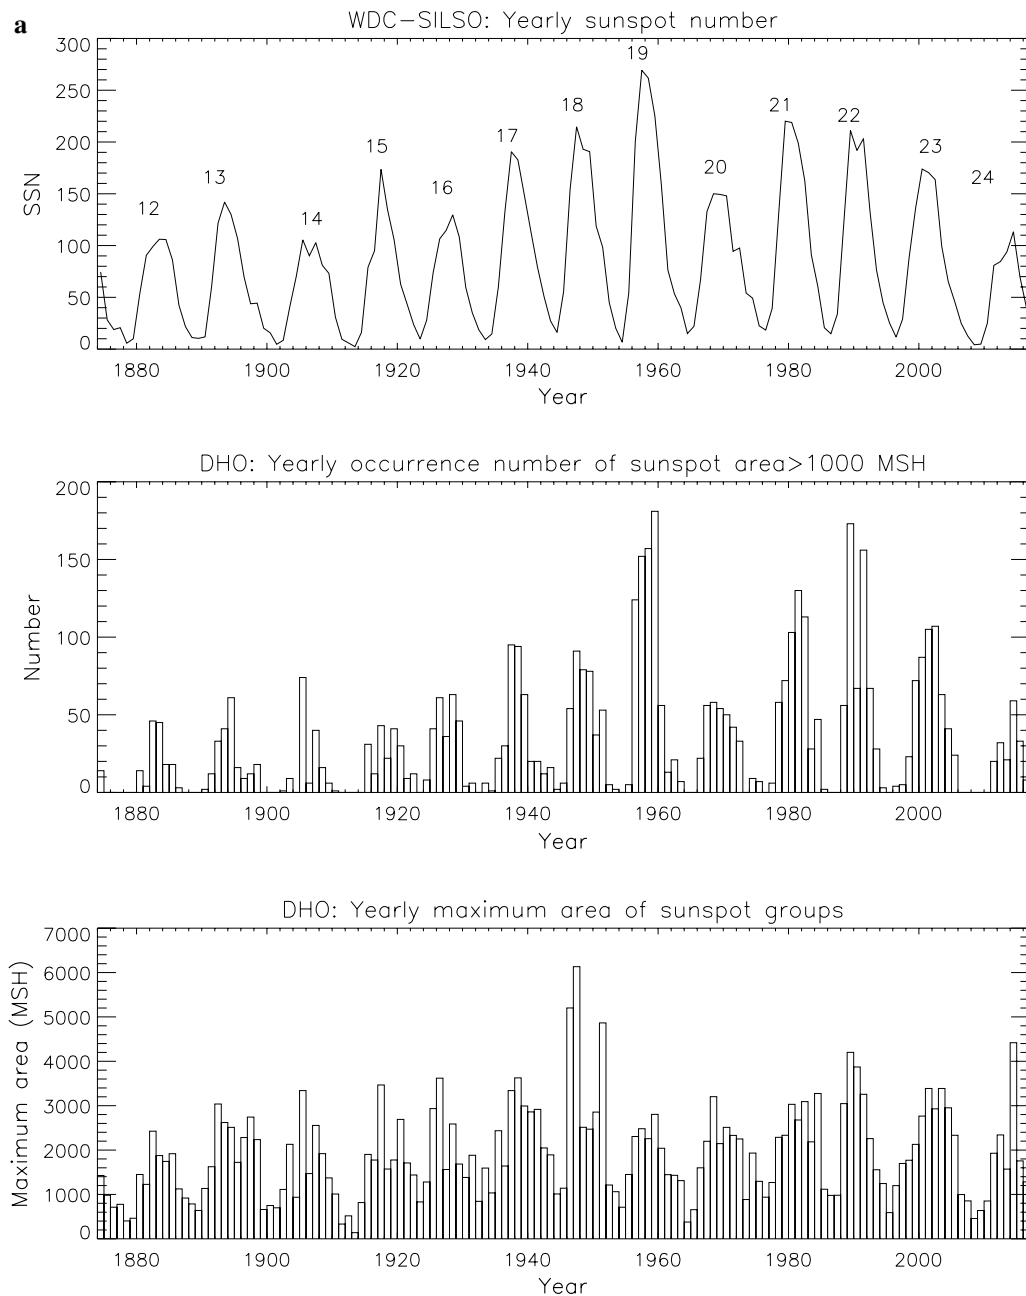 a
WDC-SILSO: Yearly sunspot number
300
250
200
150
100
50
0
SSN
12
13
14
15
16
17
18
19
20
21
22
23
24
1880 1900 1920 1940 1960 1980 2000
Year
DHO: Yearly occurrence number of sunspot area>1000 MSH
200
150
100
50
0
Number
1880 1900 1920 1940 1960 1980 2000
Year
DHO: Yearly maximum area of sunspot groups
7000
6000
5000
4000
3000
2000
1000
0
Maximum area (MSH)
1880 1900 1920 1940 1960 1980 2000
Year